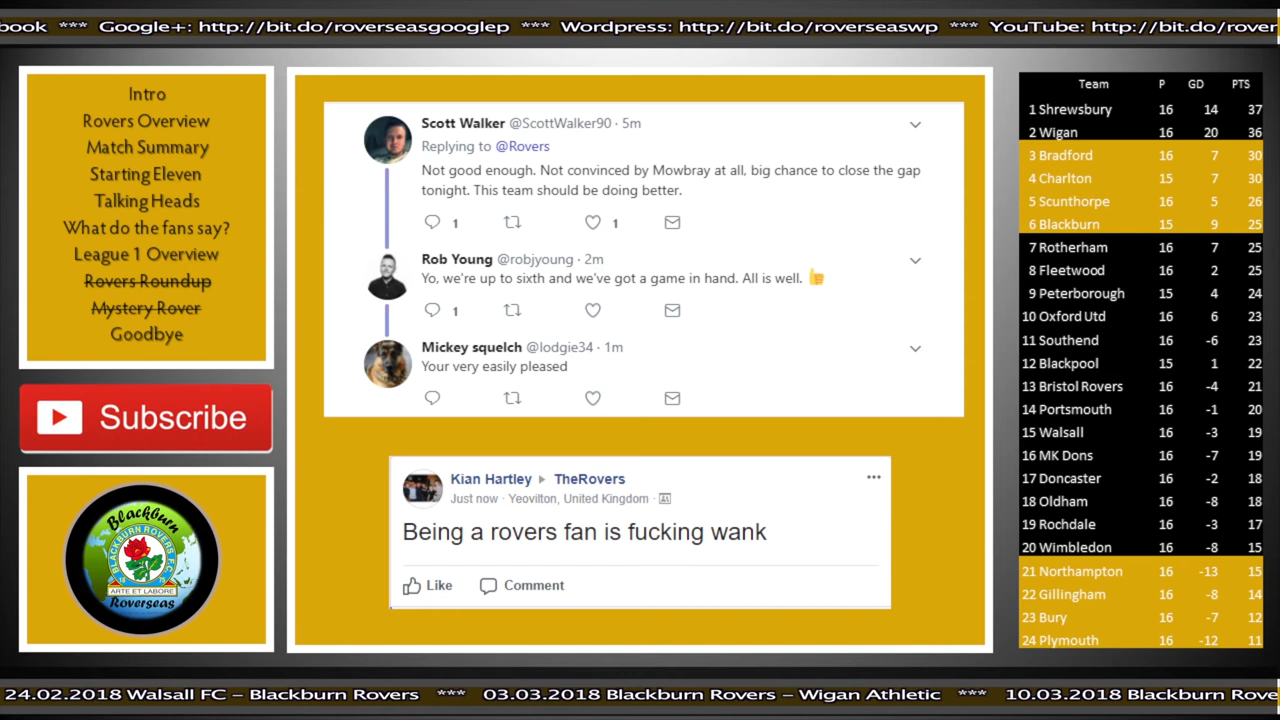 book *** Google+: http://bit.do/roverseasgooglep *** Wordpress: http://bit.do/roverseaswp *** YouTube: http://bit.do/rover
Intro
Rovers Overview
Match Summary
Starting Eleven
Talking Heads
What do the fans say?
League 1 Overview
Rovers Roundup
Mystery Rover
Goodbye
Subscribe
Blackburn
BLACKBURN ROVERS F.C.
18 75
ARTE ET LABORE
Roverseas
Scott Walker @ScottWalker90 · 5m
Replying to @Rovers
Not good enough. Not convinced by Mowbray at all, big chance to close the gap
tonight. This team should be doing better.
1 1
Rob Young @robjyoung · 2m
Yo, we're up to sixth and we've got a game in hand. All is well. 👍
1
Mickey squelch @lodgie34 · 1m
Your very easily pleased
Kian Hartley ▸ TheRovers
Just now · Yeovilton, United Kingdom ·
Being a rovers fan is fucking wank
Like Comment
Team P GD PTS
1 Shrewsbury 16 14 37
2 Wigan 16 20 36
3 Bradford 16 7 30
4 Charlton 15 7 30
5 Scunthorpe 16 5 26
6 Blackburn 15 9 25
7 Rotherham 16 7 25
8 Fleetwood 16 2 25
9 Peterborough 15 4 24
10 Oxford Utd 16 6 23
11 Southend 16 -6 23
12 Blackpool 15 1 22
13 Bristol Rovers 16 -4 21
14 Portsmouth 16 -1 20
15 Walsall 16 -3 19
16 MK Dons 16 -7 19
17 Doncaster 16 -2 18
18 Oldham 16 -8 18
19 Rochdale 16 -3 17
20 Wimbledon 16 -8 15
21 Northampton 16 -13 15
22 Gillingham 16 -8 14
23 Bury 16 -7 12
24 Plymouth 16 -12 11
24.02.2018 Walsall FC – Blackburn Rovers *** 03.03.2018 Blackburn Rovers – Wigan Athletic *** 10.03.2018 Blackburn Rove